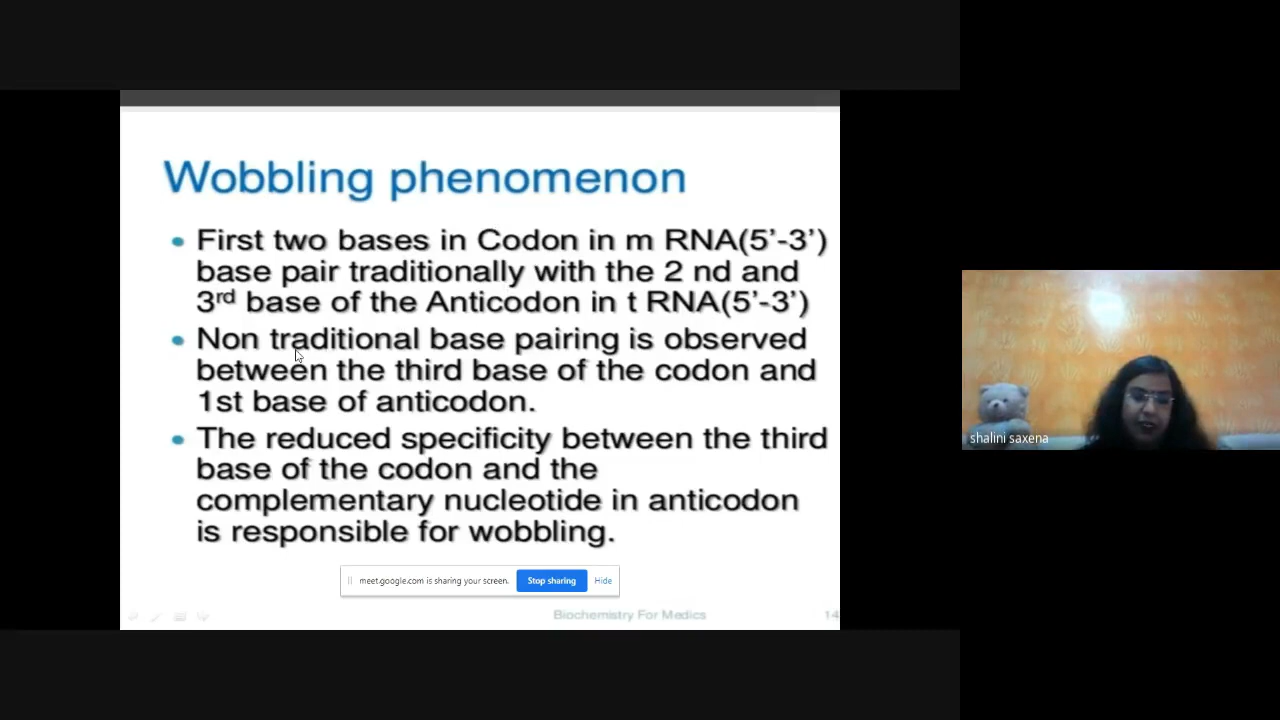 Wobbling phenomenon
• First two bases in Codon in m RNA(5’-3’)
base pair traditionally with the 2 nd and
3rd base of the Anticodon in t RNA(5’-3’)
• Non traditional base pairing is observed
between the third base of the codon and
1st base of anticodon.
• The reduced specificity between the third
base of the codon and the
complementary nucleotide in anticodon
is responsible for wobbling.
meet.google.com is sharing your screen. Stop sharing Hide
Biochemistry For Medics 14
shalini saxena